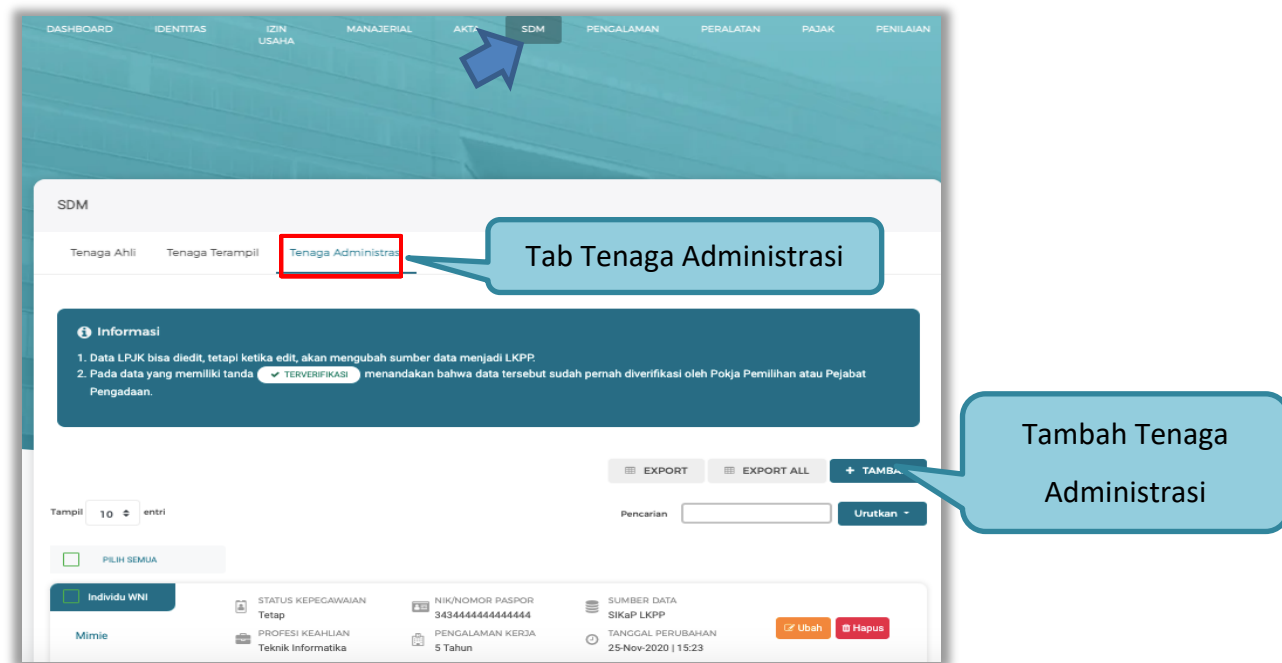 DASHBOARD IDENTITAS IZIN USAHA MANAJERIAL AKTA SDM PENGALAMAN PERALATAN PAJAK PENILAIAN
SDM
Tenaga Ahli Tenaga Terampil Tenaga Administras
Tab Tenaga Administrasi
Informasi
1. Data LPJK bisa diedit, tetapi ketika edit, akan mengubah sumber data menjadi LKPP.
2. Pada data yang memiliki tanda TERVERIFIKASI menandakan bahwa data tersebut sudah pernah diverifikasi oleh Pokja Pemilihan atau Pejabat
Pengadaan.
EXPORT EXPORT ALL + TAMBA
Tambah Tenaga
Administrasi
Tampil 10 entri Pencarian Urutkan
PILIH SEMUA
Individu WNI
Mimie
STATUS KEPEGAWAIAN
Tetap
PROFESI KEAHLIAN
Teknik Informatika
NIK/NOMOR PASPOR
3434444444444444
PENGALAMAN KERJA
5 Tahun
SUMBER DATA
SIKaP LKPP
TANGGAL PERUBAHAN
25-Nov-2020 | 15:23
Ubah Hapus